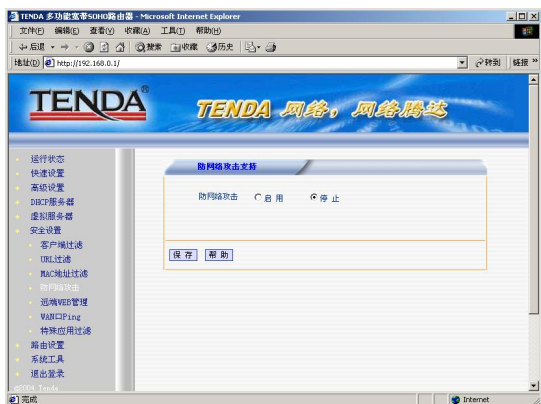 TENDA 多功能宽带SOHO路由器 - Microsoft Internet Explorer
文件(F) 编辑(E) 查看(V) 收藏(A) 工具(T) 帮助(H)
后退 搜索 收藏 历史
地址(D) http://192.168.0.1/ 转到 链接 »
TENDA®
TENDA 网络，网络腾达
运行状态
快速设置
高级设置
DHCP服务器
虚拟服务器
安全设置
客户端过滤
URL过滤
MAC地址过滤
防网络攻击
远端WEB管理
WAN口Ping
特殊应用过滤
路由设置
系统工具
退出登录
©2004 Tenda
防网络攻击支持
防网络攻击 启 用 停 止
保 存 帮 助
完成 Internet